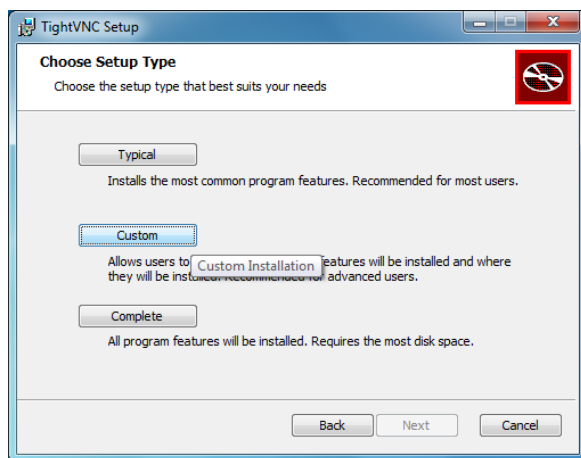 TightVNC Setup
Choose Setup Type
Choose the setup type that best suits your needs
Typical
Installs the most common program features. Recommended for most users.
Custom
Allows users to features will be installed and where
Custom Installation
they will be installed. Recommended for advanced users.
Complete
All program features will be installed. Requires the most disk space.
Back Next Cancel